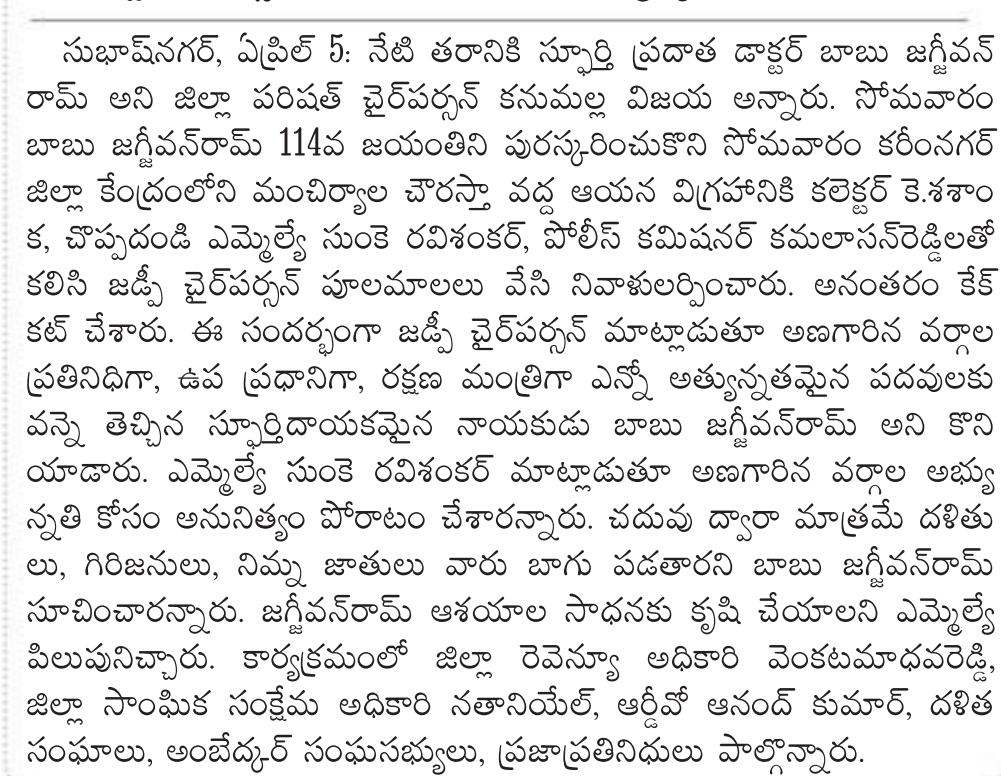 సుభాష్‌నగర్, ఏప్రిల్ 5: నేటి తరానికి స్ఫూర్తి ప్రదాత డాక్టర్ బాబు జగ్జీవన్
రామ్ అని జిల్లా పరిషత్ చైర్‌పర్సన్ కనుమల్ల విజయ అన్నారు. సోమవారం
బాబు జగ్జీవన్‌రామ్ 114వ జయంతిని పురస్కరించుకొని సోమవారం కరీంనగర్
జిల్లా కేంద్రంలోని మంచిర్యాల చౌరస్తా వద్ద ఆయన విగ్రహానికి కలెక్టర్ కె.శశాం
క, చొప్పదండి ఎమ్మెల్యే సుంకె రవిశంకర్, పోలీస్ కమిషనర్ కమలాసన్‌రెడ్డిలతో
కలిసి జడ్పీ చైర్‌పర్సన్ పూలమాలలు వేసి నివాళులర్పించారు. అనంతరం కేక్
కట్ చేశారు. ఈ సందర్భంగా జడ్పీ చైర్‌పర్సన్ మాట్లాడుతూ అణగారిన వర్గాల
ప్రతినిధిగా, ఉప ప్రధానిగా, రక్షణ మంత్రిగా ఎన్నో అత్యున్నతమైన పదవులకు
వన్నె తెచ్చిన స్ఫూర్తిదాయకమైన నాయకుడు బాబు జగ్జీవన్‌రామ్ అని కొని
యాడారు. ఎమ్మెల్యే సుంకె రవిశంకర్ మాట్లాడుతూ అణగారిన వర్గాల అభ్యు
న్నతి కోసం అనునిత్యం పోరాటం చేశారన్నారు. చదువు ద్వారా మాత్రమే దళితు
లు, గిరిజనులు, నిమ్న జాతులు వారు బాగు పడతారని బాబు జగ్జీవన్‌రామ్
సూచించారన్నారు. జగ్జీవన్‌రామ్ ఆశయాల సాధనకు కృషి చేయాలని ఎమ్మెల్యే
పిలుపునిచ్చారు. కార్యక్రమంలో జిల్లా రెవెన్యూ అధికారి వెంకటమాధవరెడ్డి,
జిల్లా సాంఘిక సంక్షేమ అధికారి నతానియేల్, ఆర్డీవో ఆనంద్ కుమార్, దళిత
సంఘాలు, అంబేద్కర్ సంఘసభ్యులు, ప్రజాప్రతినిధులు పాల్గొన్నారు.